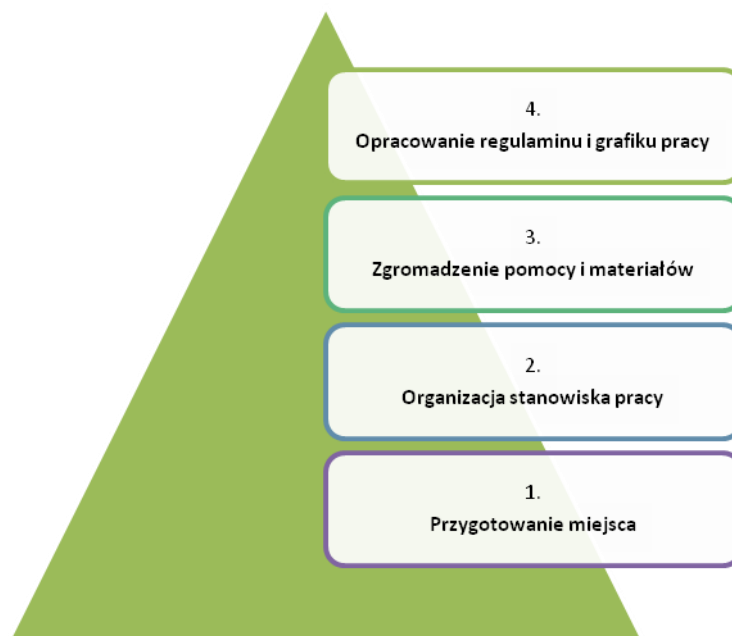 4.
Opracowanie regulaminu i grafiku pracy
3.
Zgromadzenie pomocy i materiałów
2.
Organizacja stanowiska pracy
1.
Przygotowanie miejsca